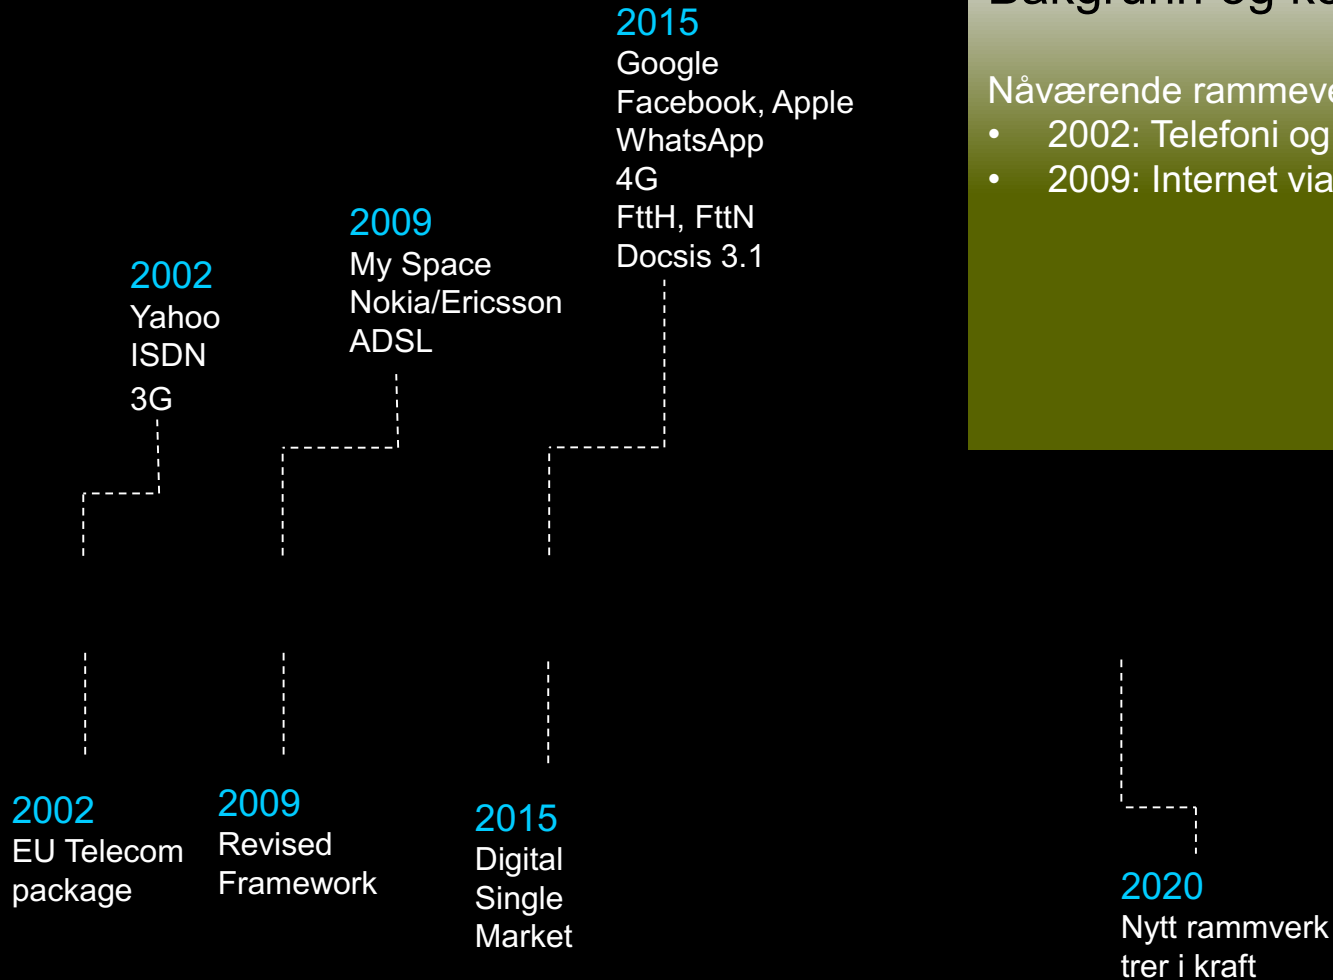 2015
Google
Facebook, Apple
WhatsApp
4G
FttH, FttN
Docsis 3.1
2009
My Space
Nokia/Ericsson
ADSL
2002
Yahoo
ISDN
3G
Nåværende
• 2002: Telefoni og
• 2009: Internet via
2002
EU Telecom
package
2009
Revised
Framework
2015
Digital
Single
Market
2020
Nytt rammverk
trer i kraft